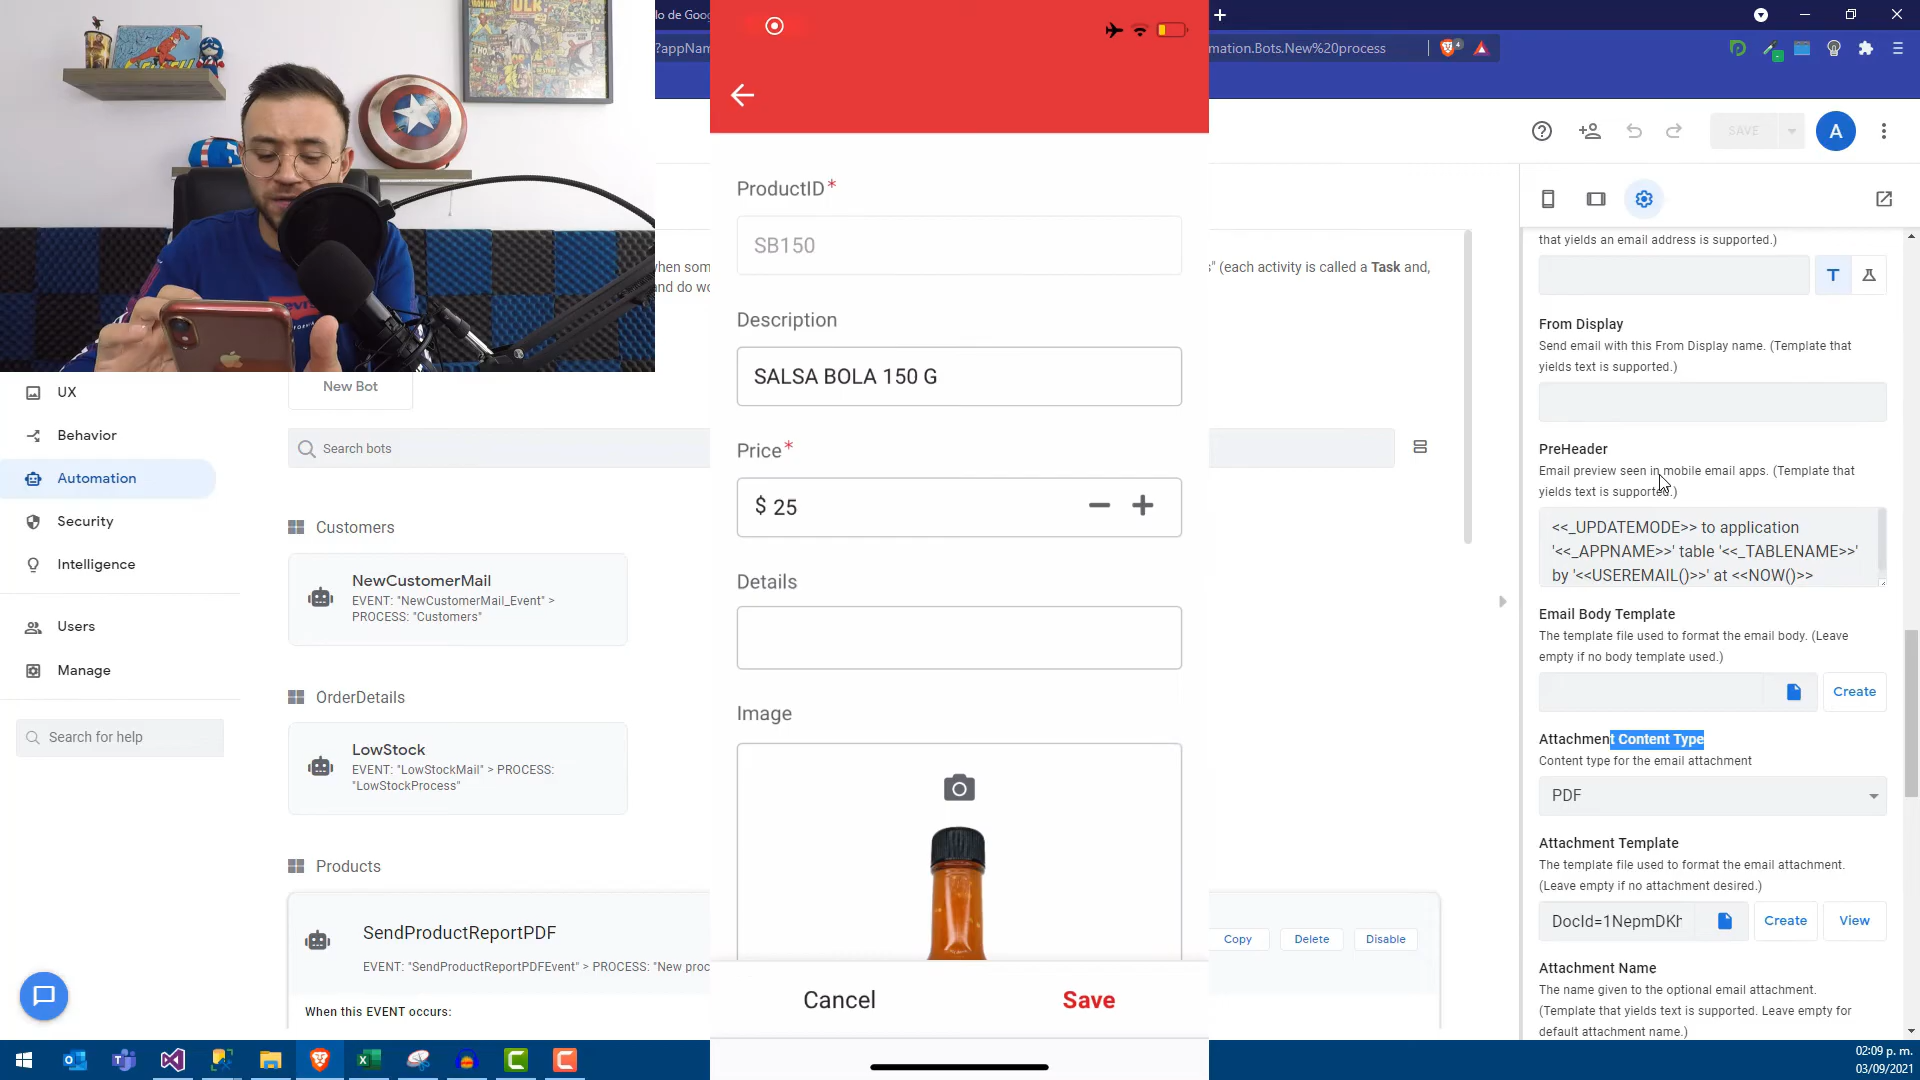 lo de Goog
?appNam
mation.Bots.New%20process
4
SAVE
A
when som
s" (each activity is called a Task and,
and do wo
New Bot
Search bots
UX
Behavior
Automation
Security
Intelligence
Users
Manage
Search for help
Customers
NewCustomerMail
EVENT: "NewCustomerMail_Event" >
PROCESS: "Customers"
OrderDetails
LowStock
EVENT: "LowStockMail" > PROCESS:
"LowStockProcess"
Products
SendProductReportPDF
EVENT: "SendProductReportPDFEvent" > PROCESS: "New proc
When this EVENT occurs:
Copy
Delete
Disable
ProductID*
SB150
Description
SALSA BOLA 150 G
Price*
$ 25
Details
Image
Cancel
Save
that yields an email address is supported.)
T
From Display
Send email with this From Display name. (Template that
yields text is supported.)
PreHeader
Email preview seen in mobile email apps. (Template that
yields text is supported.)
<<_UPDATEMODE>> to application
'<<_APPNAME>>' table '<<_TABLENAME>>'
by '<<USEREMAIL()>>' at <<NOW()>>
Email Body Template
The template file used to format the email body. (Leave
empty if no body template used.)
Create
Attachment Content Type
Content type for the email attachment
PDF
Attachment Template
The template file used to format the email attachment.
(Leave empty if no attachment desired.)
DocId=1NepmDKh
Create
View
Attachment Name
The name given to the optional email attachment.
(Template that yields text is supported. Leave empty for
default attachment name.)
02:09 p. m.
03/09/2021